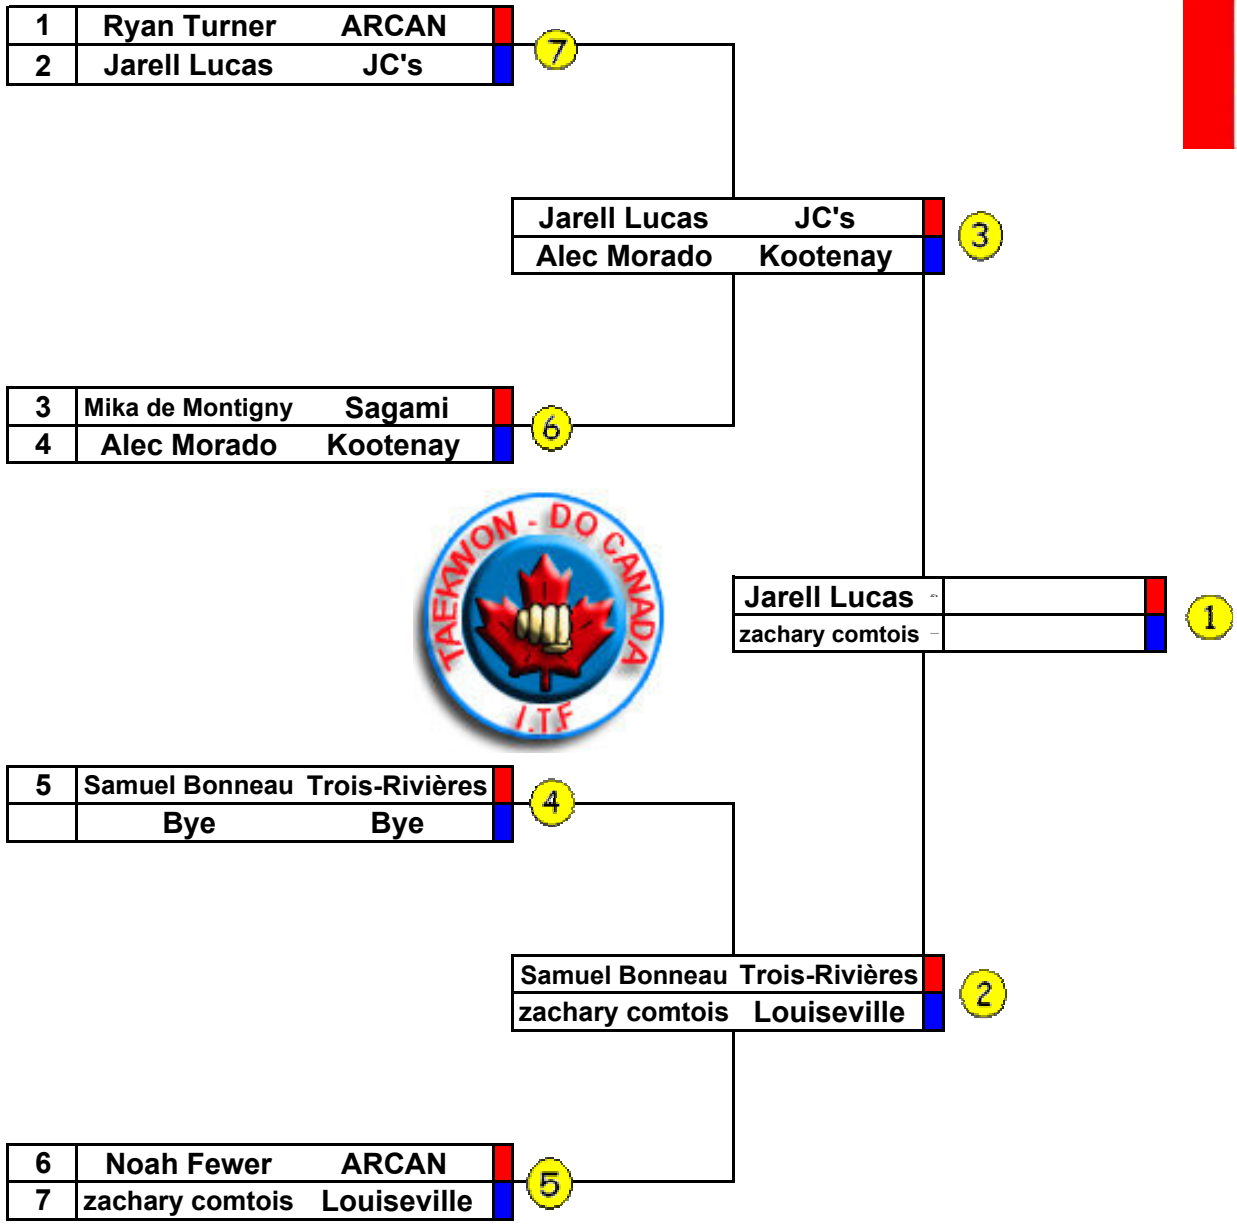 1 Ryan Turner ARCAN
7
2 Jarell Lucas JC's
Jarell Lucas JC's
3
Alec Morado Kootenay
3 Mika de Montigny Sagami
6
4 Alec Morado Kootenay
TAEKWON - DO CANADA
I.T.F
Jarell Lucas
1
zachary comtois
5 Samuel Bonneau Trois-Rivières
4
Bye Bye
Samuel Bonneau Trois-Rivières
2
zachary comtois Louiseville
6 Noah Fewer ARCAN
5
7 zachary comtois Louiseville